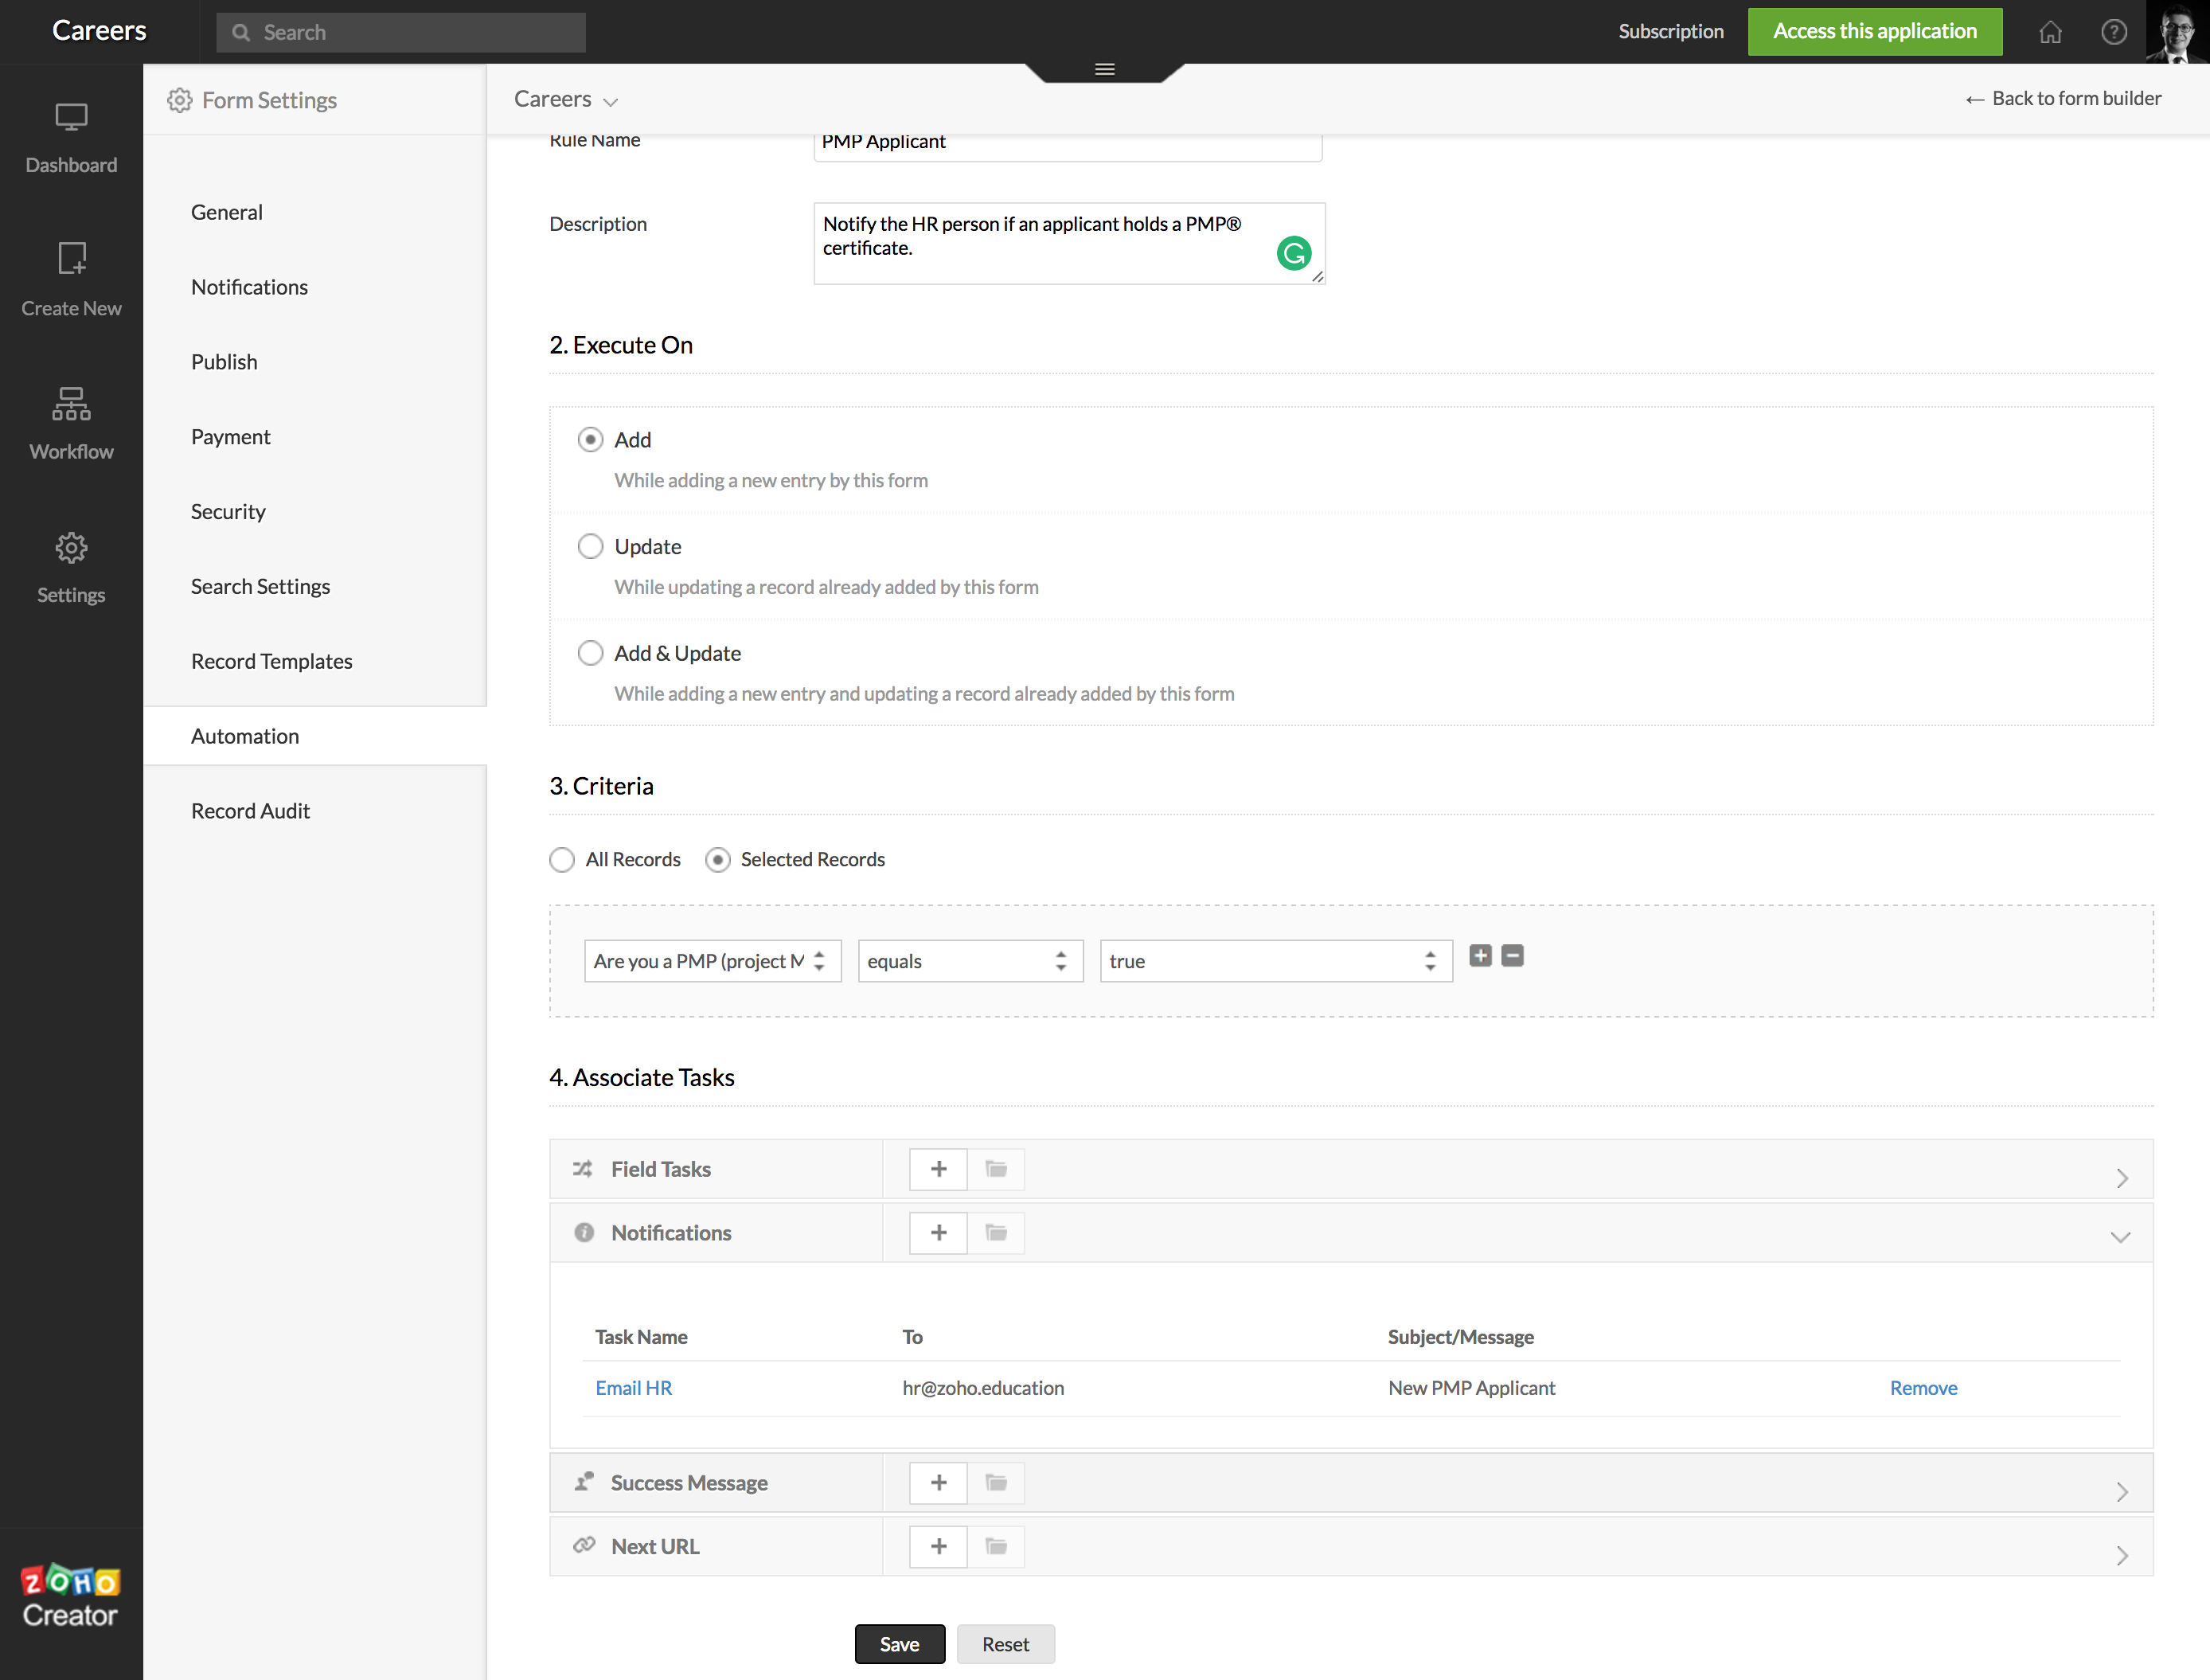 Careers
Search
Subscription
Access this application
Dashboard
Create New
Workflow
Settings
ZOHO
Creator
Form Settings
General
Notifications
Publish
Payment
Security
Search Settings
Record Templates
Automation
Record Audit
Careers
← Back to form builder
Rule Name
PMP Applicant
Description
Notify the HR person if an applicant holds a PMP®
certificate.
2. Execute On
Add
While adding a new entry by this form
Update
While updating a record already added by this form
Add & Update
While adding a new entry and updating a record already added by this form
3. Criteria
All Records
Selected Records
Are you a PMP (project M
equals
true
4. Associate Tasks
Field Tasks
Notifications
Task Name To Subject/Message
Email HR hr@zoho.education New PMP Applicant Remove
Success Message
Next URL
Save
Reset